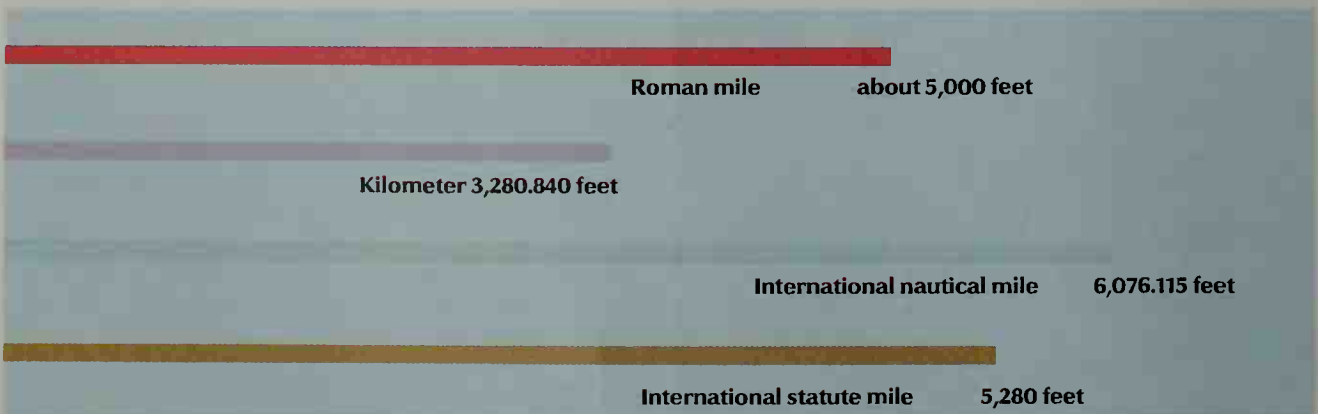 Roman mile about 5,000 feet
Kilometer 3,280.840 feet
International nautical mile 6,076.115 feet
International statute mile 5,280 feet